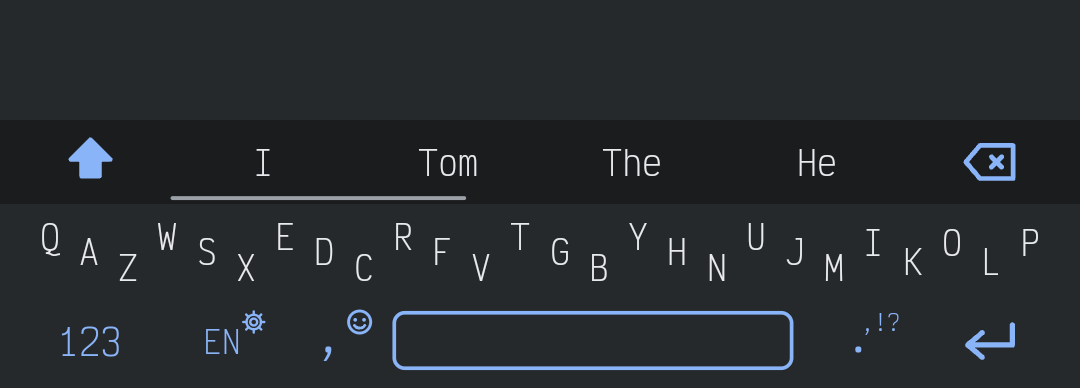 I Tom The He
Q A Z W S X E D C R F V T G B Y H N U J M I K O L P
123 EN , . ,!?